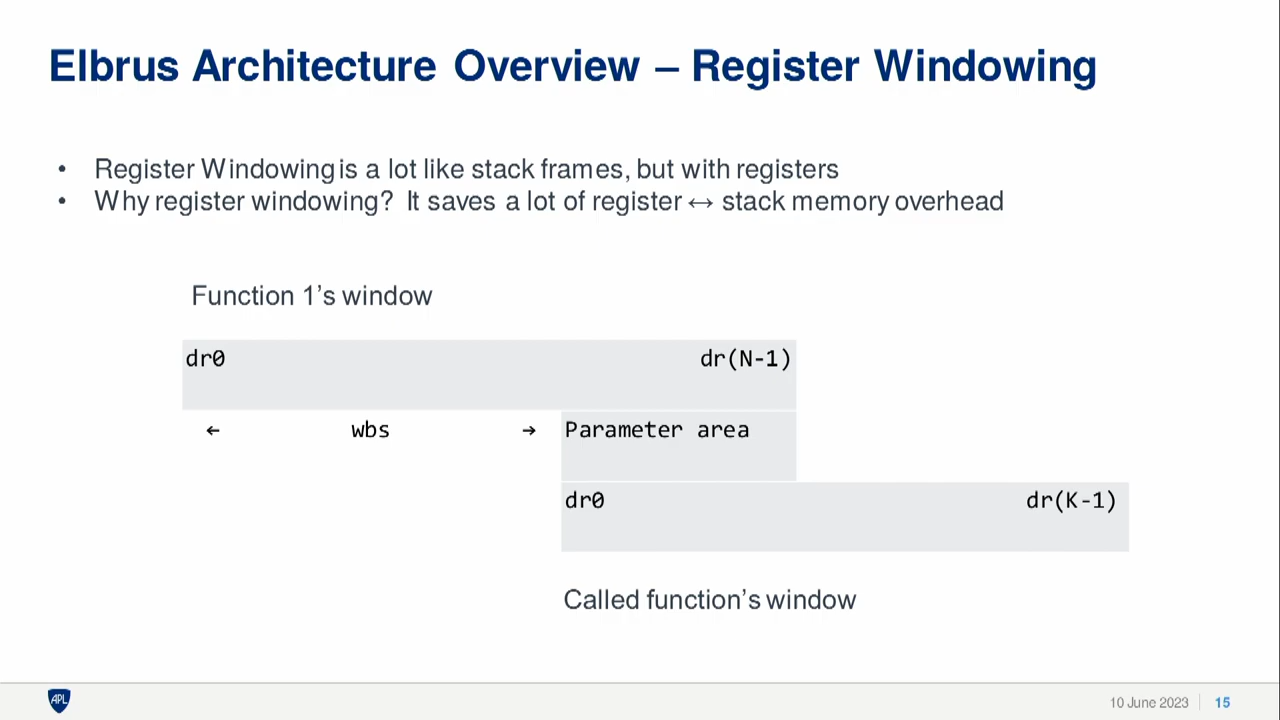 Elbrus Architecture Overview – Register Windowing
• Register Windowing is a lot like stack frames, but with registers
• Why register windowing? It saves a lot of register ↔ stack memory overhead
Function 1’s window
dr0 dr(N-1)
← wbs → Parameter area
dr0 dr(K-1)
Called function’s window
APL 10 June 2023 15